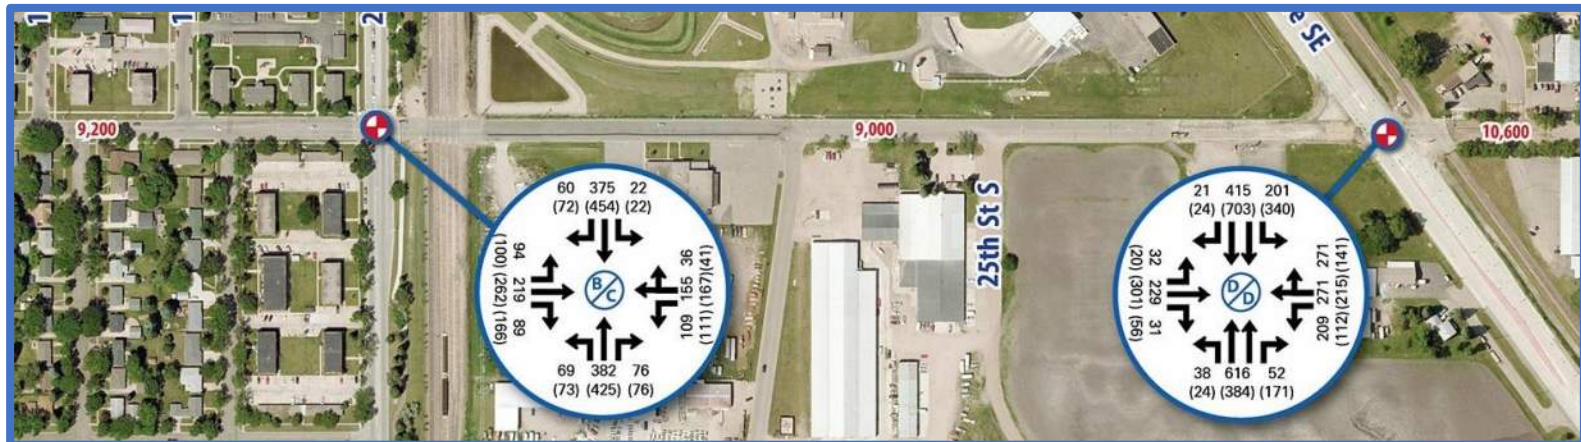 1
1
2
e SE
9,200
9,000
10,600
25th St S
60 375 22
(72) (454) (22)
94 219 89
(100) (262) (166)
B/C
36 155 109
(41) (167) (111)
69 382 76
(73) (425) (76)
21 415 201
(24) (703) (340)
32 229 31
(20) (301) (56)
D/D
271 271 209
(141) (215) (112)
38 616 52
(24) (384) (171)